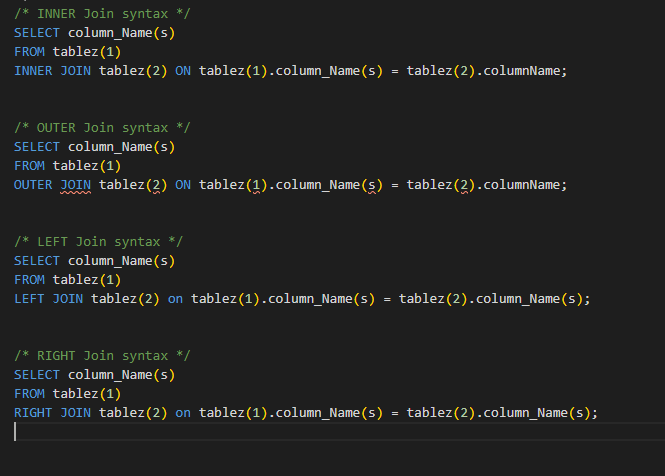 /* INNER Join syntax */
SELECT column_Name(s)
FROM tablez(1)
INNER JOIN tablez(2) ON tablez(1).column_Name(s) = tablez(2).columnName;
/* OUTER Join syntax */
SELECT column_Name(s)
FROM tablez(1)
OUTER JOIN tablez(2) ON tablez(1).column_Name(s) = tablez(2).columnName;
/* LEFT Join syntax */
SELECT column_Name(s)
FROM tablez(1)
LEFT JOIN tablez(2) on tablez(1).column_Name(s) = tablez(2).column_Name(s);
/* RIGHT Join syntax */
SELECT column_Name(s)
FROM tablez(1)
RIGHT JOIN tablez(2) on tablez(1).column_Name(s) = tablez(2).column_Name(s);